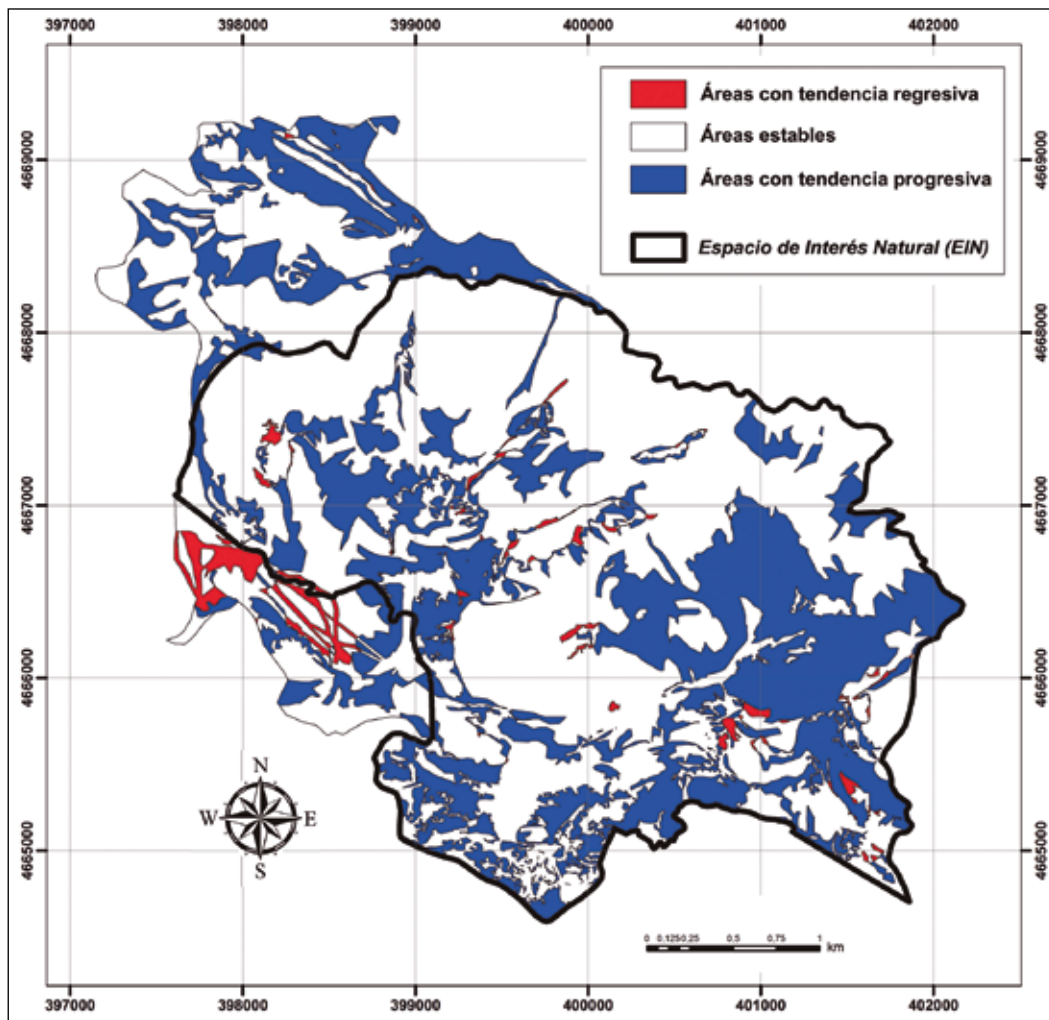 397000 398000 399000 400000 401000 402000
Áreas con tendencia regresiva
Áreas estables
Áreas con tendencia progresiva
Espacio de Interés Natural (EIN)
4669000 4669000
4668000 4668000
4667000 4667000
4666000 4666000
4665000 4665000
N
W E
S
0 0.125 0.25 0,5 0,75 1
km
397000 398000 399000 400000 401000 402000